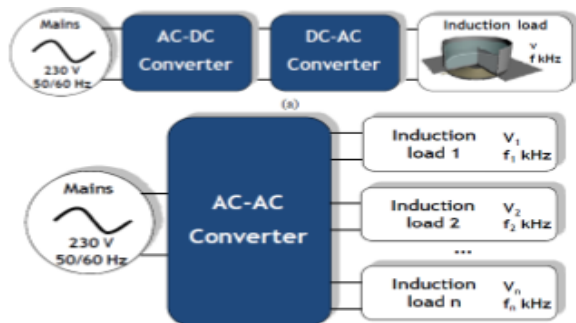 Mains
230 V
50/60 Hz
AC-DC
Converter
DC-AC
Converter
Induction load
V
f kHz
(a)
Mains
230 V
50/60 Hz
AC-AC
Converter
Induction
load 1
V1
f1 kHz
Induction
load 2
V2
f2 kHz
...
Induction
load n
Vn
fn kHz